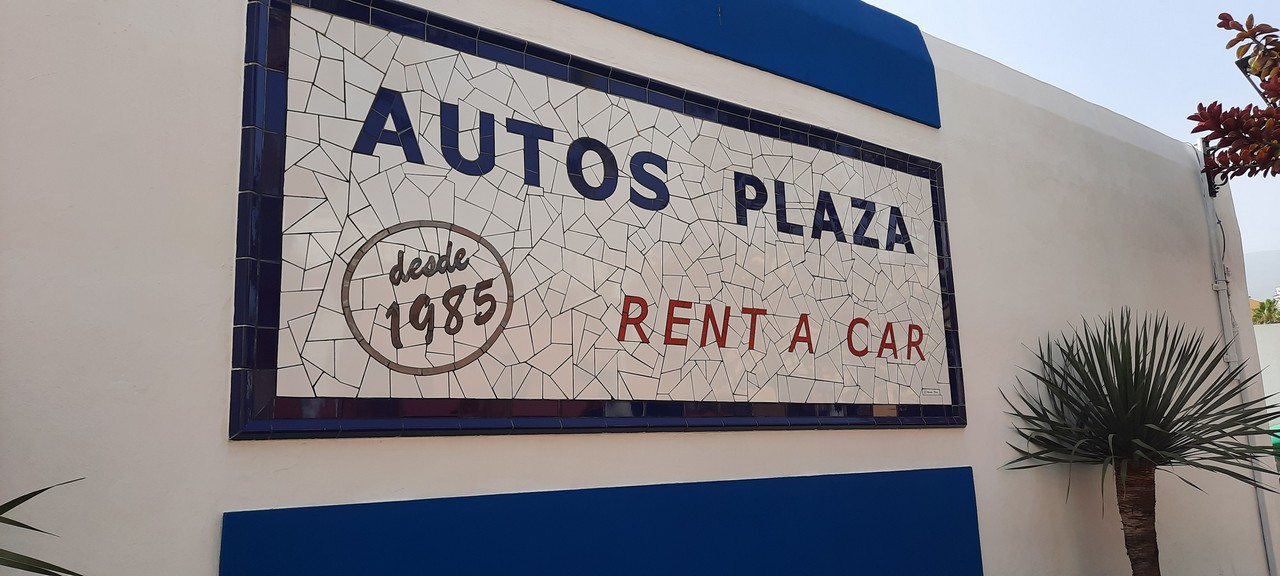 AUTOS PLAZA
desde
1985
RENT A CAR